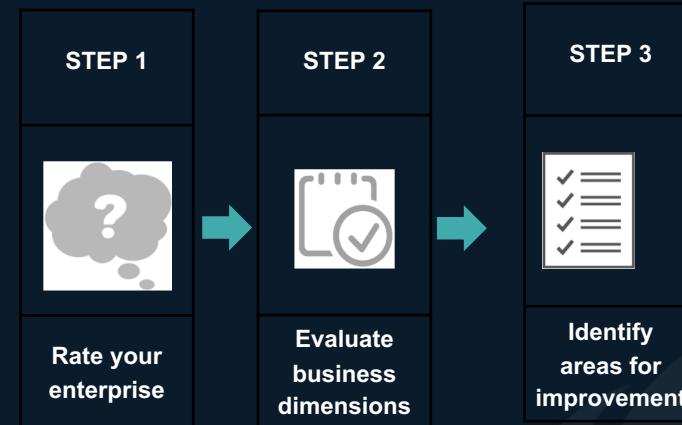 STEP 1
Rate your
enterprise
STEP 2
Evaluate
business
dimensions
STEP 3
Identify
areas for
improvement